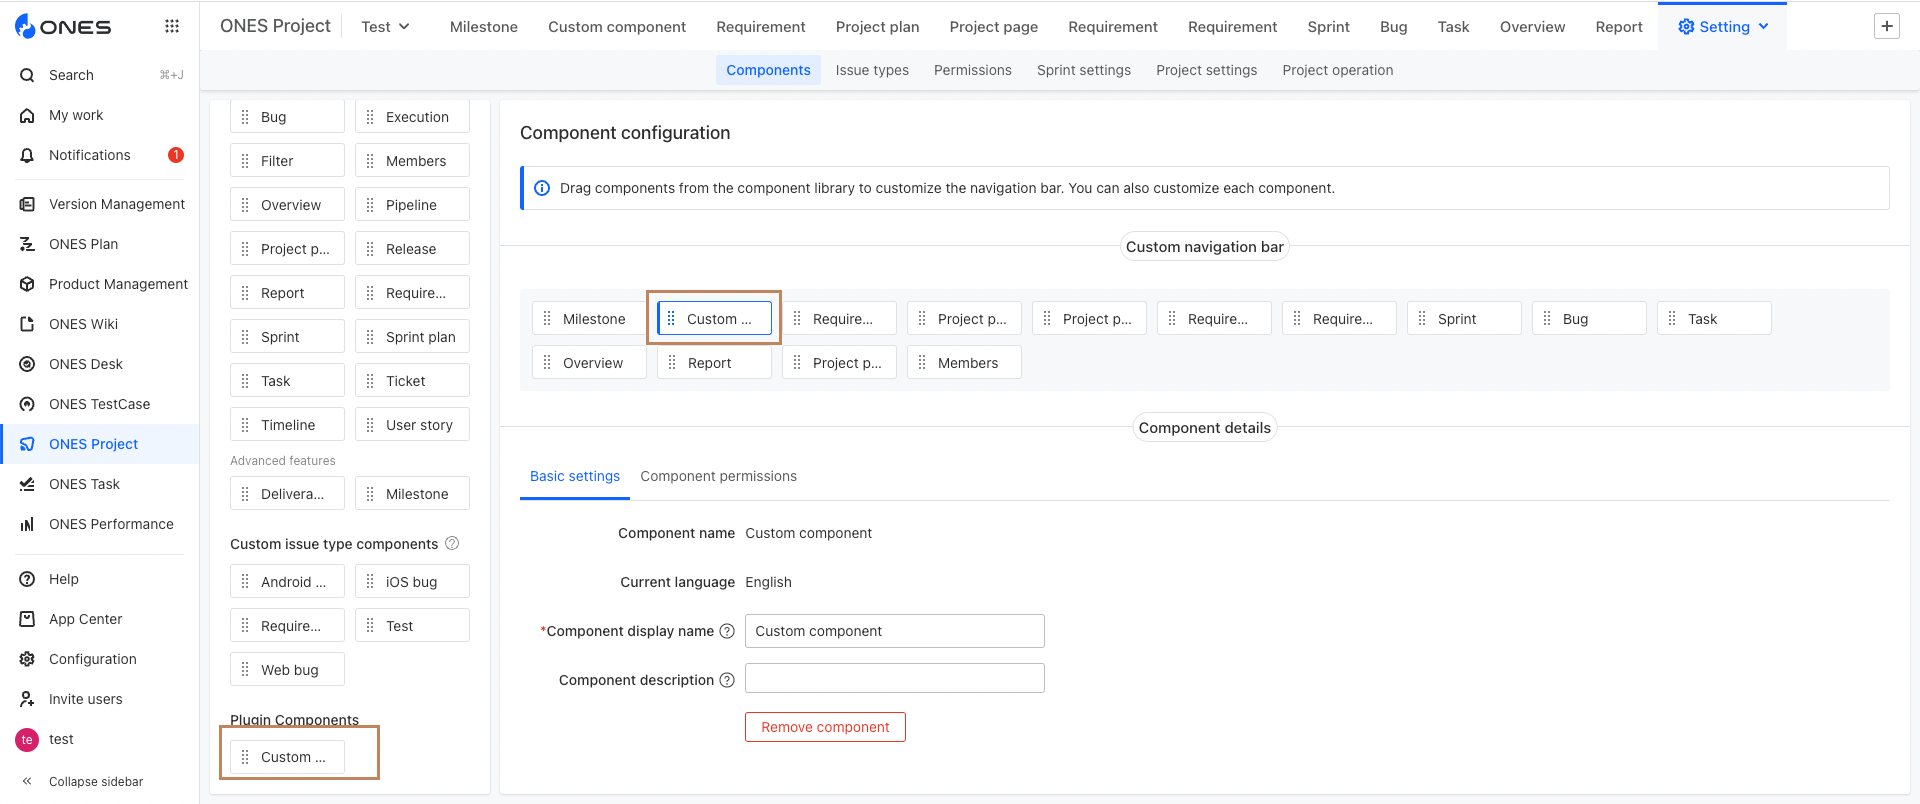 ONES
ONES Project
Test
Milestone
Custom component
Requirement
Project plan
Project page
Requirement
Requirement
Sprint
Bug
Task
Overview
Report
Setting
Components
Issue types
Permissions
Sprint settings
Project settings
Project operation
Search
⌘+J
My work
Notifications
1
Version Management
ONES Plan
Product Management
ONES Wiki
ONES Desk
ONES TestCase
ONES Project
ONES Task
ONES Performance
Help
App Center
Configuration
Invite users
te
test
Collapse sidebar
Bug
Execution
Filter
Members
Overview
Pipeline
Project p...
Release
Report
Require...
Sprint
Sprint plan
Task
Ticket
Timeline
User story
Advanced features
Delivera...
Milestone
Custom issue type components
Android ...
iOS bug
Require...
Test
Web bug
Plugin Components
Custom ...
Component configuration
Drag components from the component library to customize the navigation bar. You can also customize each component.
Custom navigation bar
Milestone
Custom ...
Require...
Project p...
Project p...
Require...
Require...
Sprint
Bug
Task
Overview
Report
Project p...
Members
Component details
Basic settings
Component permissions
Component name Custom component
Current language English
*Component display name Custom component
Component description
Remove component